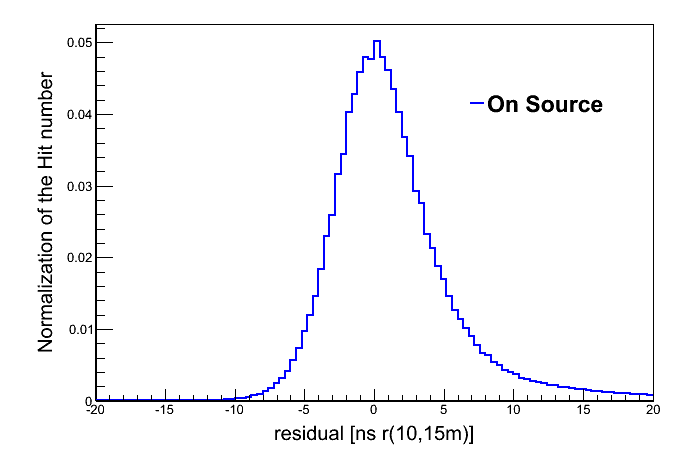 Normalization of the Hit number
0.05
0.04
0.03
0.02
0.01
0
On Source
-20 -15 -10 -5 0 5 10 15 20
residual [ns r(10,15m)]